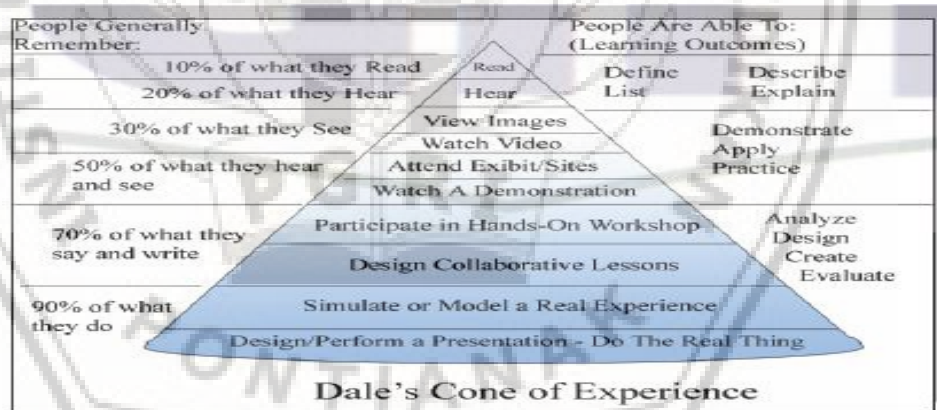 People Generally
Remember:
People Are Able To:
(Learning Outcomes)
10% of what they Read
Read
Define
Describe
20% of what they Hear
Hear
List
Explain
30% of what they See
View Images
Watch Video
Demonstrate
Apply
Practice
50% of what they hear
and see
Attend Exibit/Sites
Watch A Demonstration
70% of what they
say and write
Participate in Hands-On Workshop
Design Collaborative Lessons
Analyze
Design
Create
Evaluate
90% of what
they do
Simulate or Model a Real Experience
Design/Perform a Presentation - Do The Real Thing
Dale's Cone of Experience
PONTIANAK